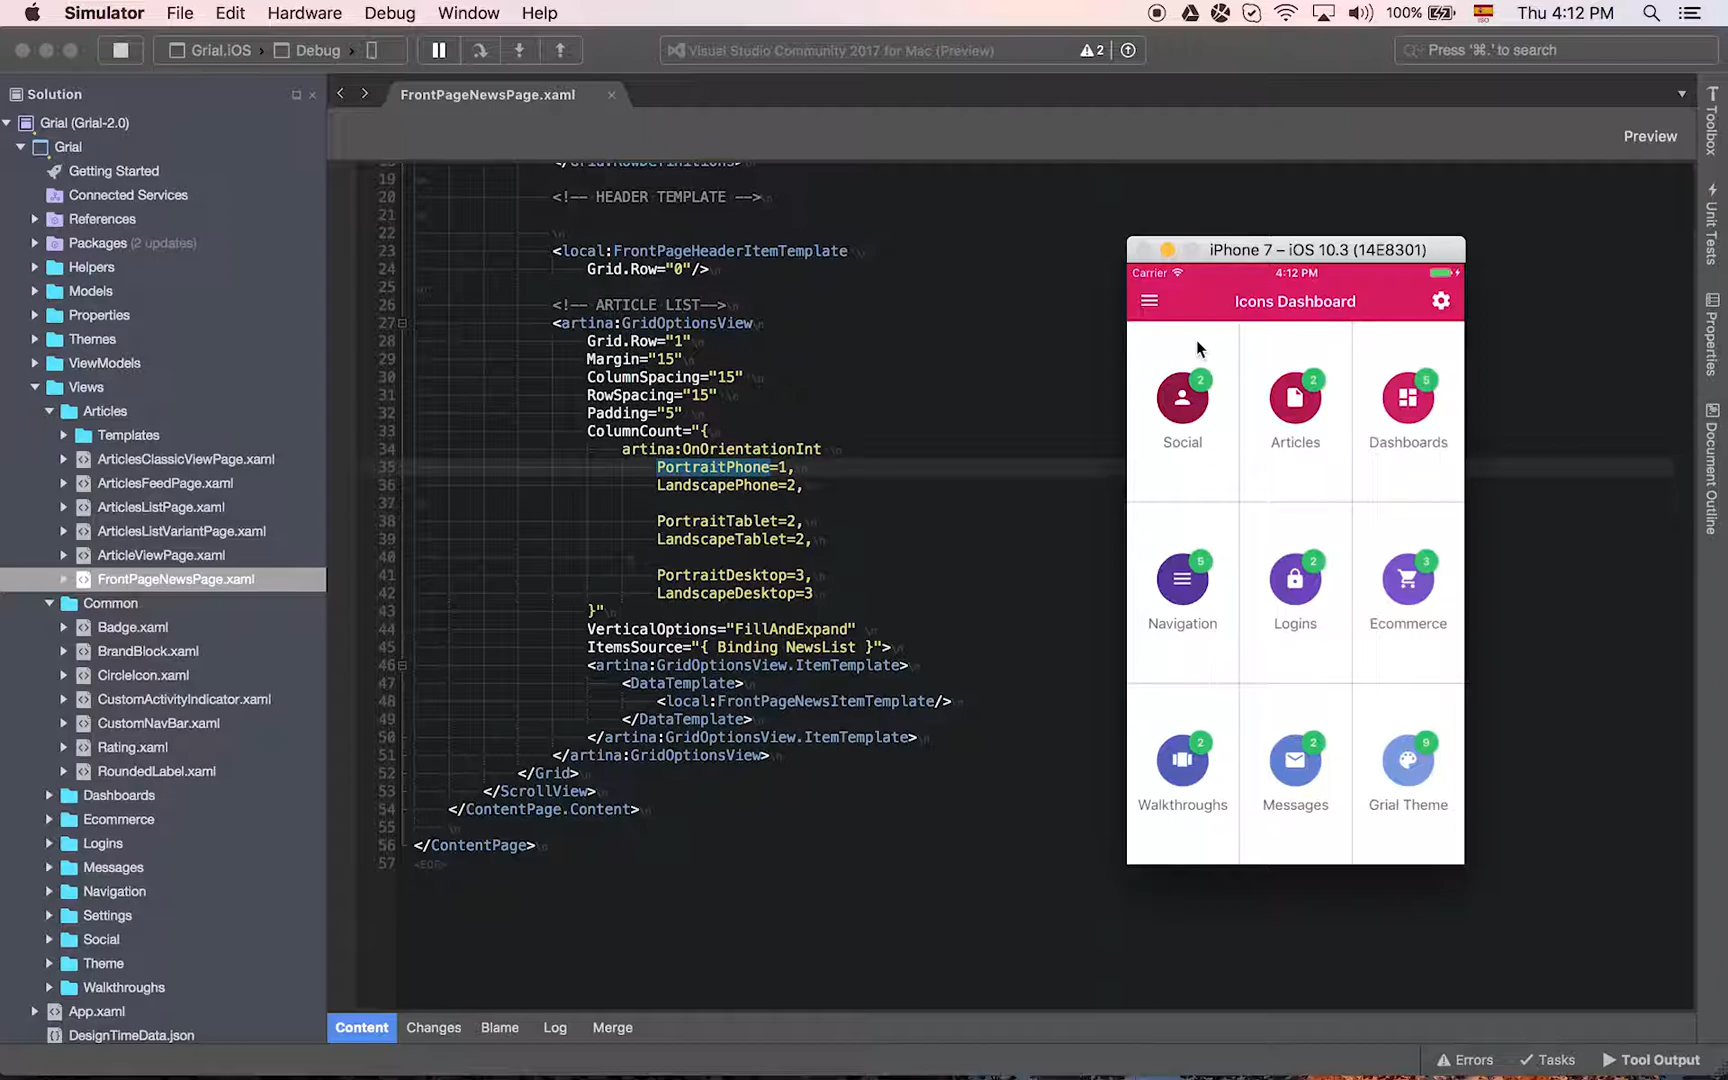 Simulator File Edit Hardware Debug Window Help 100% ISO Thu 4:12 PM
Grial.iOS Debug Visual Studio Community 2017 for Mac (Preview) 2 Press '⌘.' to search
Solution
Grial (Grial-2.0)
Grial
Getting Started
Connected Services
References
Packages (2 updates)
Helpers
Models
Properties
Themes
ViewModels
Views
Articles
Templates
ArticlesClassicViewPage.xaml
ArticlesFeedPage.xaml
ArticlesListPage.xaml
ArticlesListVariantPage.xaml
ArticleViewPage.xaml
FrontPageNewsPage.xaml
Common
Badge.xaml
BrandBlock.xaml
CircleIcon.xaml
CustomActivityIndicator.xaml
CustomNavBar.xaml
Rating.xaml
RoundedLabel.xaml
Dashboards
Ecommerce
Logins
Messages
Navigation
Settings
Social
Theme
Walkthroughs
App.xaml
DesignTimeData.json
FrontPageNewsPage.xaml
Preview
</Grid.RowDefinitions>
19
20 <!-- HEADER TEMPLATE -->
21
22
23 <local:FrontPageHeaderItemTemplate
24 Grid.Row="0"/>
25
26 <!-- ARTICLE LIST-->
27 <artina:GridOptionsView
28 Grid.Row="1"
29 Margin="15"
30 ColumnSpacing="15"
31 RowSpacing="15"
32 Padding="5"
33 ColumnCount="{
34 artina:OnOrientationInt
35 PortraitPhone=1,
36 LandscapePhone=2,
37
38 PortraitTablet=2,
39 LandscapeTablet=2,
40
41 PortraitDesktop=3,
42 LandscapeDesktop=3
43 }"
44 VerticalOptions="FillAndExpand"
45 ItemsSource="{ Binding NewsList }">
46 <artina:GridOptionsView.ItemTemplate>
47 <DataTemplate>
48 <local:FrontPageNewsItemTemplate/>
49 </DataTemplate>
50 </artina:GridOptionsView.ItemTemplate>
51 </artina:GridOptionsView>
52 </Grid>
53 </ScrollView>
54 </ContentPage.Content>
55
56 </ContentPage>
57 <EOF>
iPhone 7 – iOS 10.3 (14E8301)
Carrier 4:12 PM
Icons Dashboard
2 2 5
Social Articles Dashboards
5 2 3
Navigation Logins Ecommerce
2 2 9
Walkthroughs Messages Grial Theme
Toolbox
Unit Tests
Properties
Document Outline
Content Changes Blame Log Merge
Errors Tasks Tool Output